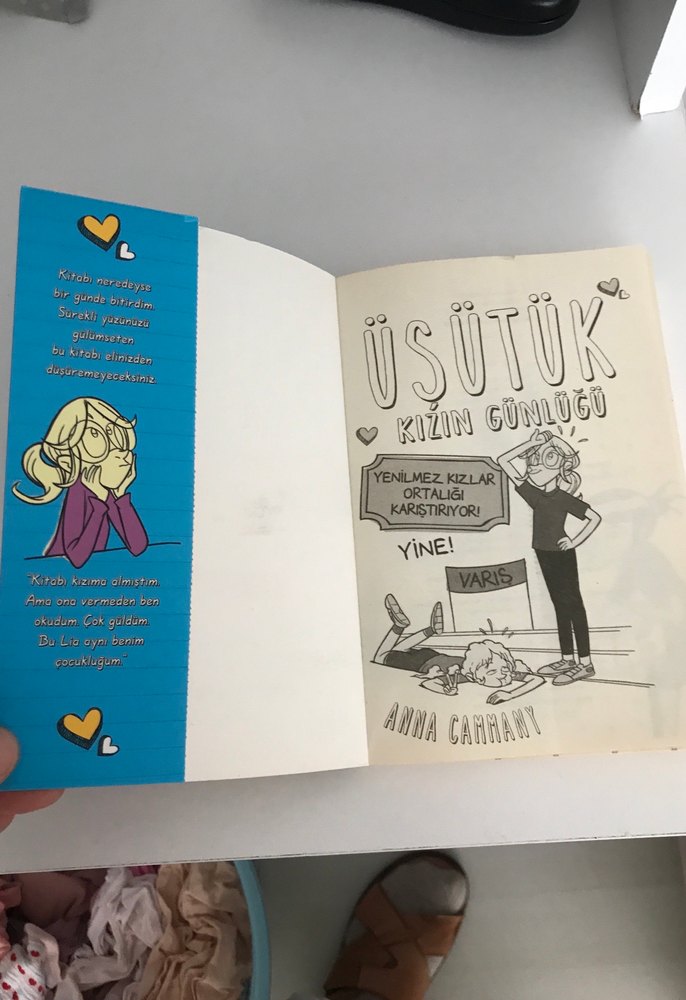 Kitabı neredeyse
bir günde bitirdim.
Sürekli yüzünüzü
gülümseten
bu kitabı elinizden
düşüremeyeceksiniz.
"Kitabı kızıma almıştım.
Ama ona vermeden ben
okudum. Çok güldüm.
Bu Lia aynı benim
çocukluğum."
ÜŞÜTÜK
KIZIN GÜNLÜĞÜ
YENİLMEZ KIZLAR
ORTALIĞI
KARIŞTIRIYOR!
YİNE!
VARIŞ
ANNA CAMMANY